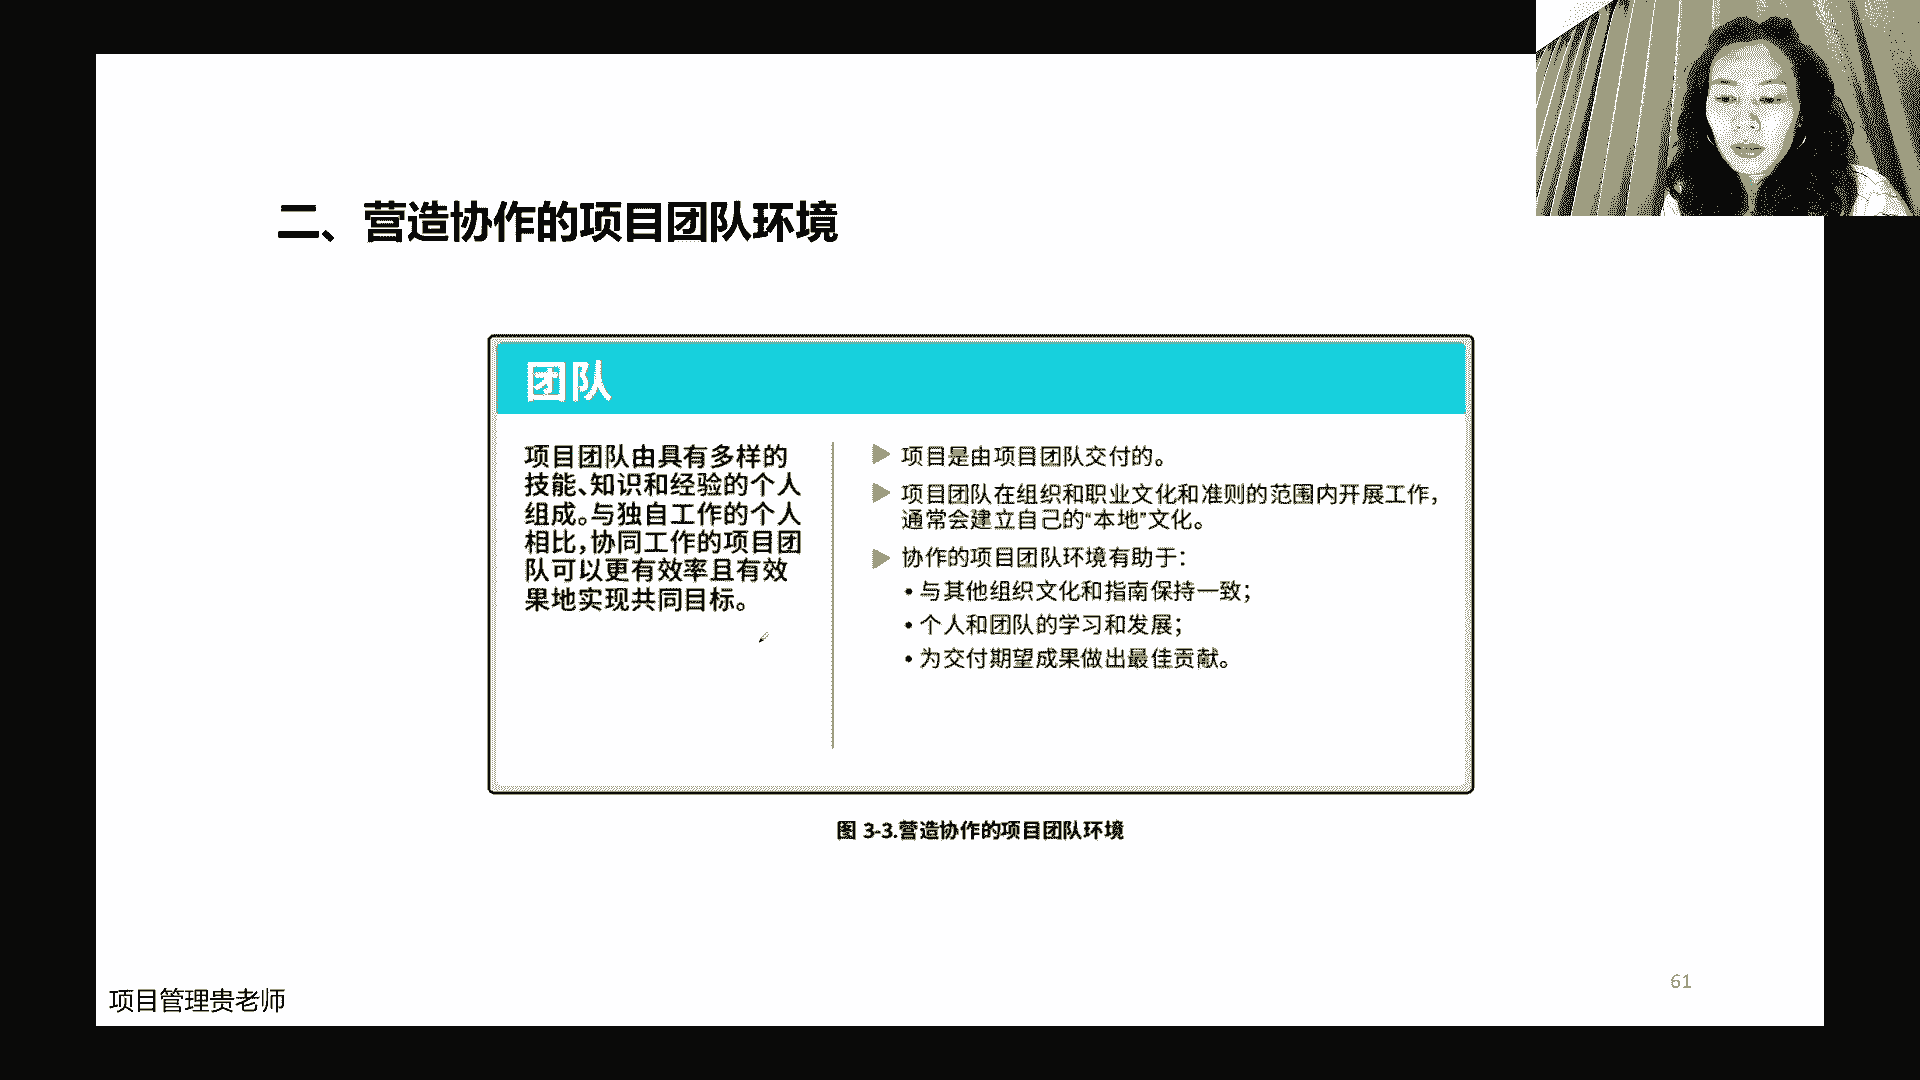 二、营造协作的项目团队环境
团队
项目团队由具有多样的
技能、知识和经验的个人
组成。与独自工作的个人
相比，协同工作的项目团
队可以更有效率且有效
果地实现共同目标。
项目是由项目团队交付的。
项目团队在组织和职业文化和准则的范围内开展工作，
通常会建立自己的“本地”文化。
协作的项目团队环境有助于：
• 与其他组织文化和指南保持一致；
• 个人和团队的学习和发展；
• 为交付期望成果做出最佳贡献。
图 3-3.营造协作的项目团队环境
61
项目管理贵老师